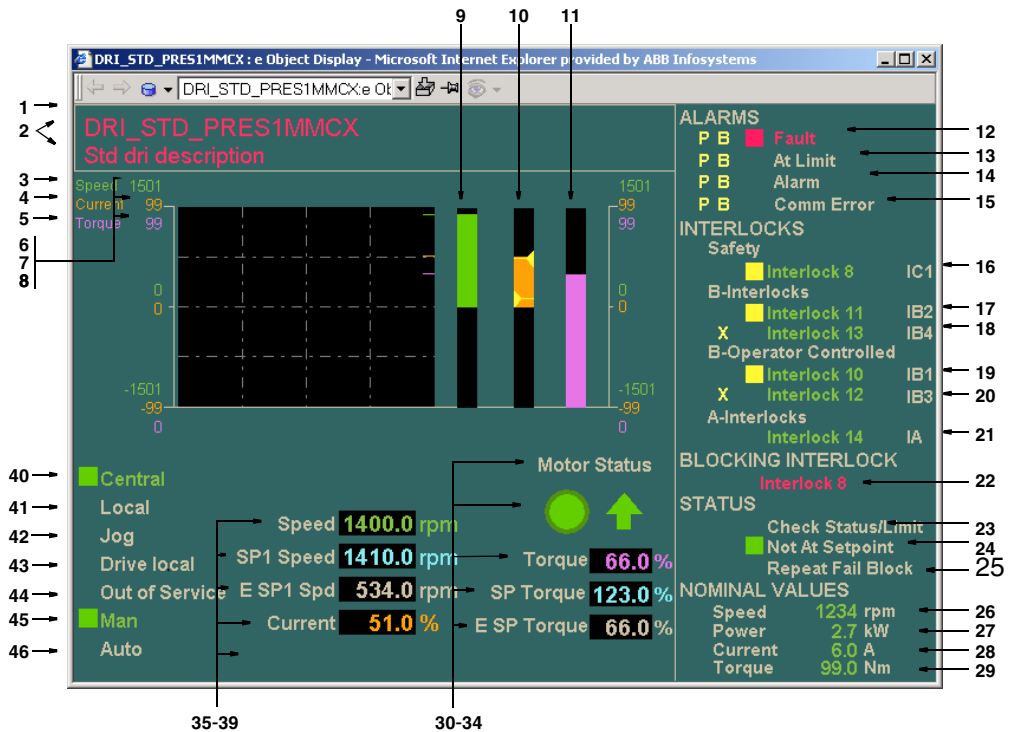 9 10 11
DRI_STD_PRES1MMCX : e Object Display - Microsoft Internet Explorer provided by ABB Infosystems
DRI_STD_PRES1MMCX:e Ob
1
2
DRI_STD_PRES1MMCX
Std dri description
3
4
5
6
7
8
Speed 1501
Current 99
Torque 99
0
0
-1501
-99
0
1501
99
99
0
0
-1501
-99
0
ALARMS
P B Fault 12
P B At Limit 13
P B Alarm 14
P B Comm Error 15
INTERLOCKS
Safety
Interlock 8 IC1 16
B-Interlocks
Interlock 11 IB2 17
X Interlock 13 IB4 18
B-Operator Controlled
Interlock 10 IB1 19
X Interlock 12 IB3 20
A-Interlocks
Interlock 14 IA 21
BLOCKING INTERLOCK
Interlock 8 22
STATUS
Check Status/Limit 23
Not At Setpoint 24
Repeat Fail Block 25
NOMINAL VALUES
Speed 1234 rpm 26
Power 2.7 kW 27
Current 6.0 A 28
Torque 99.0 Nm 29
40 Central
41 Local
42 Jog
43 Drive local
44 Out of Service
45 Man
46 Auto
Speed 1400.0 rpm
SP1 Speed 1410.0 rpm
E SP1 Spd 534.0 rpm
Current 51.0 %
Motor Status
Torque 66.0 %
SP Torque 123.0 %
E SP Torque 66.0 %
35-39 30-34